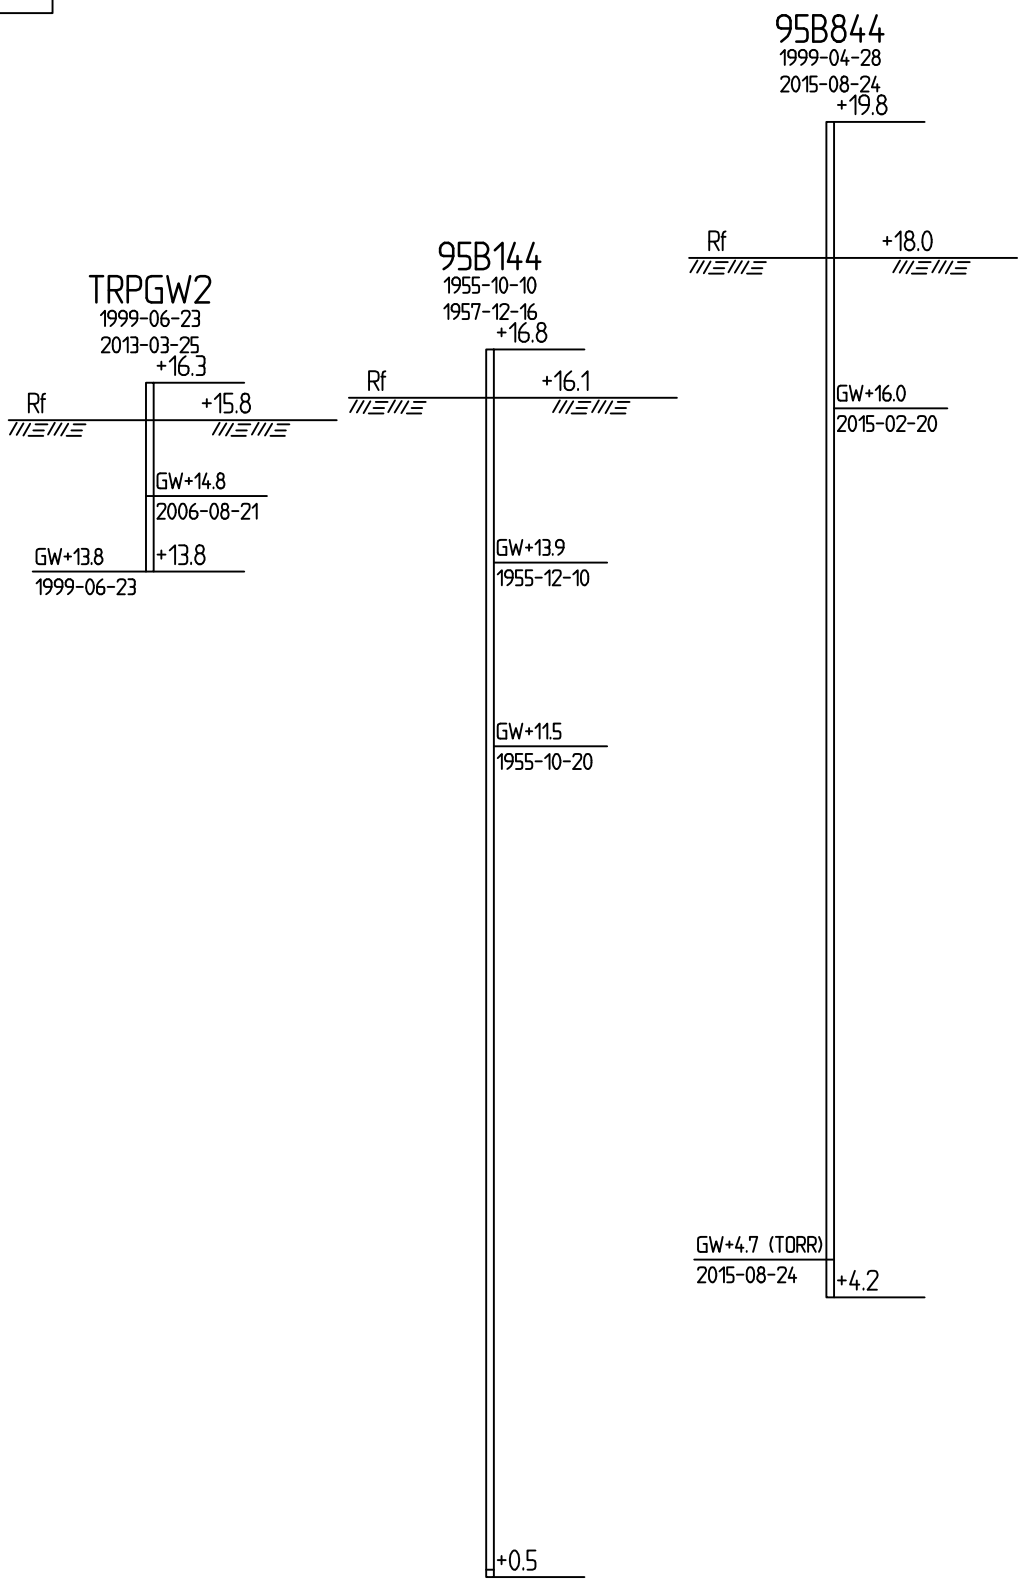 95B844
1999-04-28
2015-08-24
+19.8
Rf
+18.0
GW+16.0
2015-02-20
GW+4.7 (TORR)
2015-08-24
+4.2
95B144
1955-10-10
1957-12-16
+16.8
Rf
+16.1
GW+13.9
1955-12-10
GW+11.5
1955-10-20
+0.5
TRPGW2
1999-06-23
2013-03-25
+16.3
Rf
+15.8
GW+14.8
2006-08-21
GW+13.8
1999-06-23
+13.8